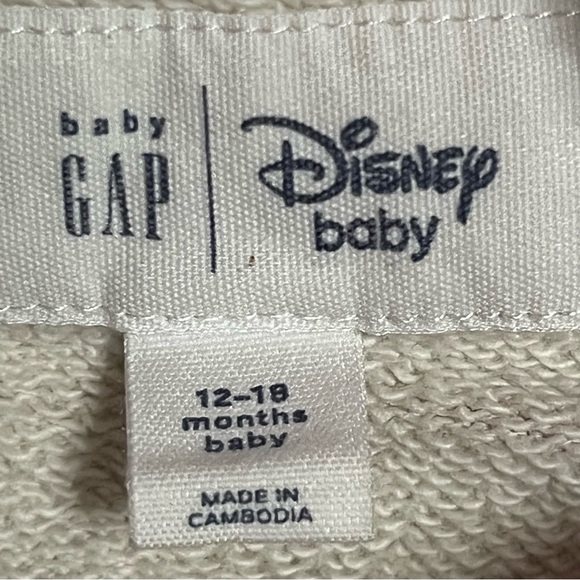 baby
GAP
Disney
baby
12-18
months
baby
MADE IN
CAMBODIA